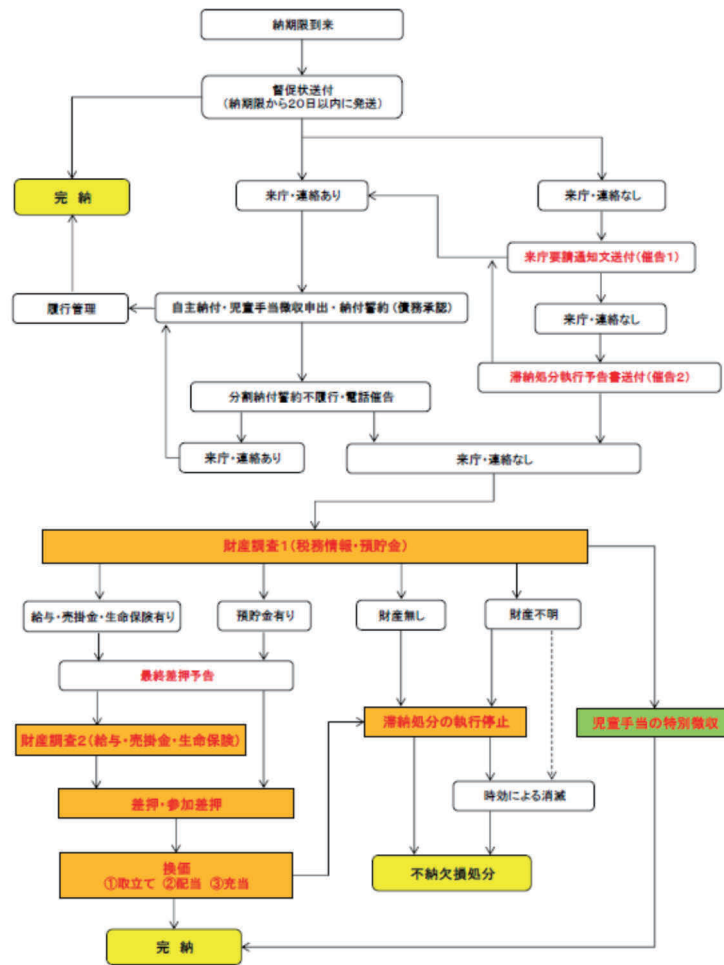 納期限到来
督促状送付
(納期限から20日以内に発送)
完 納
来庁・連絡あり
来庁・連絡なし
来庁要請通知文送付(催告1)
履行管理
自主納付・児童手当徴収申出・納付誓約(債務承認)
来庁・連絡なし
滞納処分執行予告書送付(催告2)
分割納付誓約不履行・電話催告
来庁・連絡あり
来庁・連絡なし
財産調査1(税務情報・預貯金)
給与・売掛金・生命保険有り
預貯金有り
財産無し
財産不明
最終差押予告
滞納処分の執行停止
児童手当の特別徴収
財産調査2(給与・売掛金・生命保険)
差押・参加差押
時効による消滅
換価
①取立て ②配当 ③充当
不納欠損処分
完 納